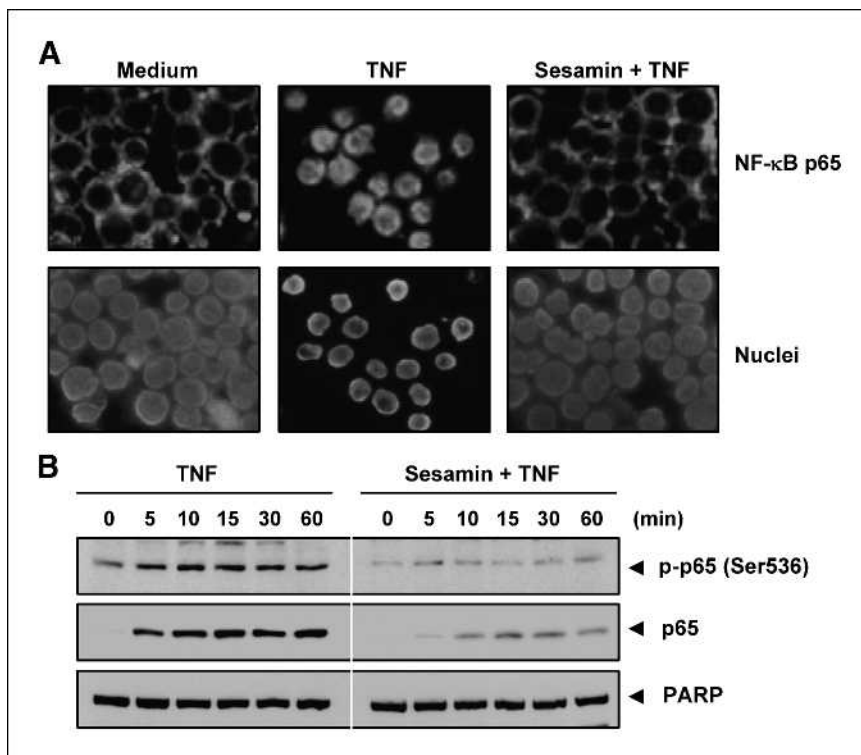 A
Medium TNF Sesamin + TNF
NF-κB p65
Nuclei
B
TNF Sesamin + TNF
0 5 10 15 30 60 0 5 10 15 30 60 (min)
p-p65 (Ser536)
p65
PARP